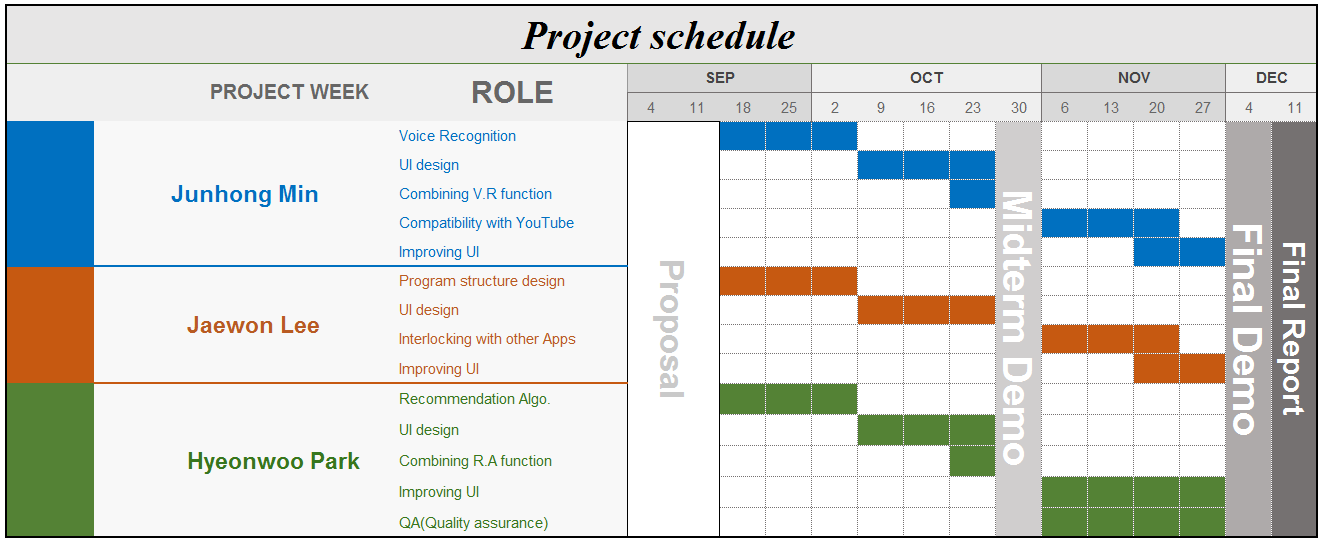 Project schedule
PROJECT WEEK ROLE SEP OCT NOV DEC
4 11 18 25 2 9 16 23 30 6 13 20 27 4 11
Junhong Min
Voice Recognition
UI design
Combining V.R function
Compatibility with YouTube
Improving UI
Jaewon Lee
Program structure design
UI design
Interlocking with other Apps
Improving UI
Hyeonwoo Park
Recommendation Algo.
UI design
Combining R.A function
Improving UI
QA(Quality assurance)
Proposal
Midterm Demo
Final Demo
Final Report